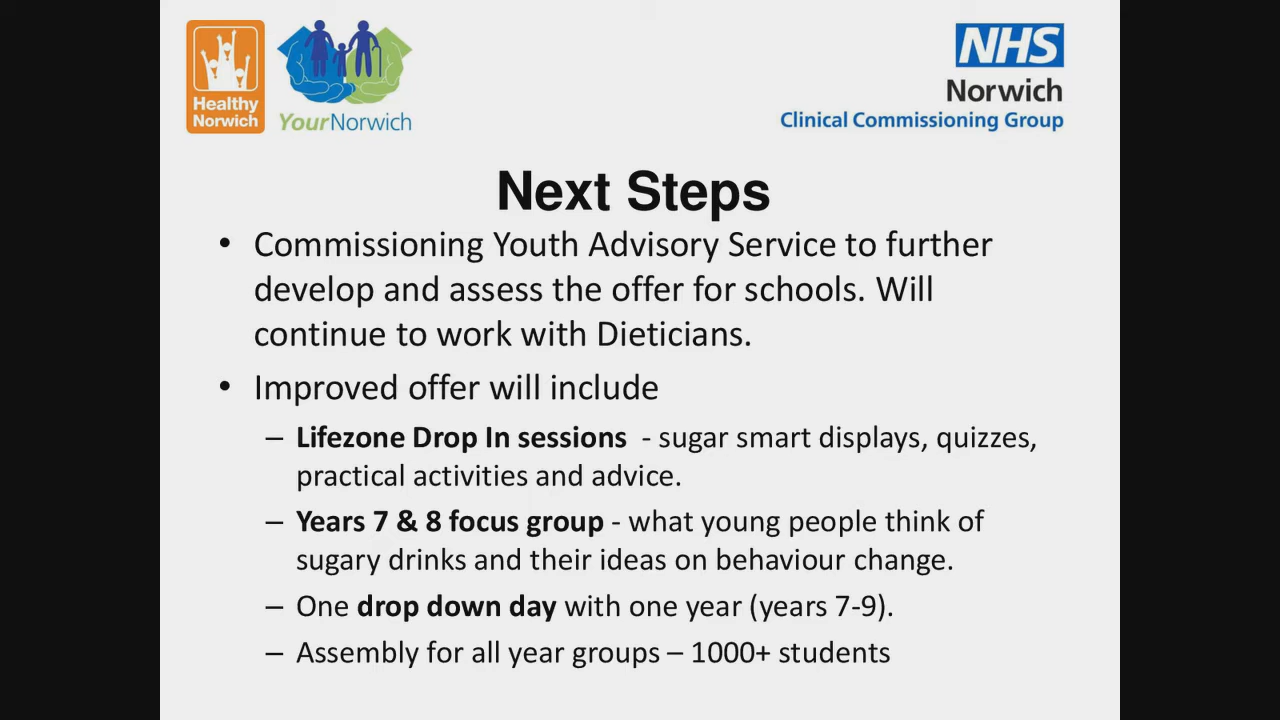 Healthy
Norwich
YourNorwich
NHS
Norwich
Clinical Commissioning Group
Next Steps
• Commissioning Youth Advisory Service to further
develop and assess the offer for schools. Will
continue to work with Dieticians.
• Improved offer will include
– Lifezone Drop In sessions - sugar smart displays, quizzes,
practical activities and advice.
– Years 7 & 8 focus group - what young people think of
sugary drinks and their ideas on behaviour change.
– One drop down day with one year (years 7-9).
– Assembly for all year groups – 1000+ students